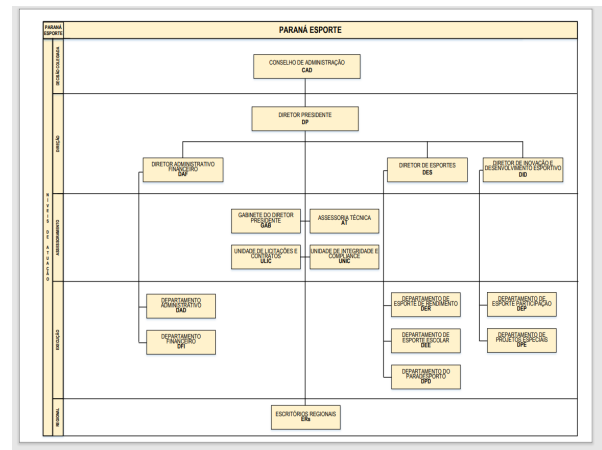 PARANÁ
ESPORTE
PARANÁ ESPORTE
NÍVEIS DE ATUAÇÃO
DECISÃO COLEGIADA
CONSELHO DE ADMINISTRAÇÃO
CAD
DIREÇÃO
DIRETOR PRESIDENTE
DP
DIRETOR ADMINISTRATIVO
FINANCEIRO
DAF
DIRETOR DE ESPORTES
DES
DIRETOR DE INOVAÇÃO E
DESENVOLVIMENTO ESPORTIVO
DID
ASSESSORAMENTO
GABINETE DO DIRETOR
PRESIDENTE
GAB
ASSESSORIA TÉCNICA
AT
UNIDADE DE LICITAÇÕES E
CONTRATOS
ULIC
UNIDADE DE INTEGRIDADE E
COMPLIANCE
UNIC
EXECUÇÃO
DEPARTAMENTO
ADMINISTRATIVO
DAD
DEPARTAMENTO DE
ESPORTE DE RENDIMENTO
DER
DEPARTAMENTO DE
ESPORTE PARTICIPAÇÃO
DEP
DEPARTAMENTO
FINANCEIRO
DFI
DEPARTAMENTO DE
ESPORTE ESCOLAR
DEE
DEPARTAMENTO DE
PROJETOS ESPECIAIS
DPE
DEPARTAMENTO DO
PARADESPORTO
DPD
REGIONAL
ESCRITÓRIOS REGIONAIS
ERs